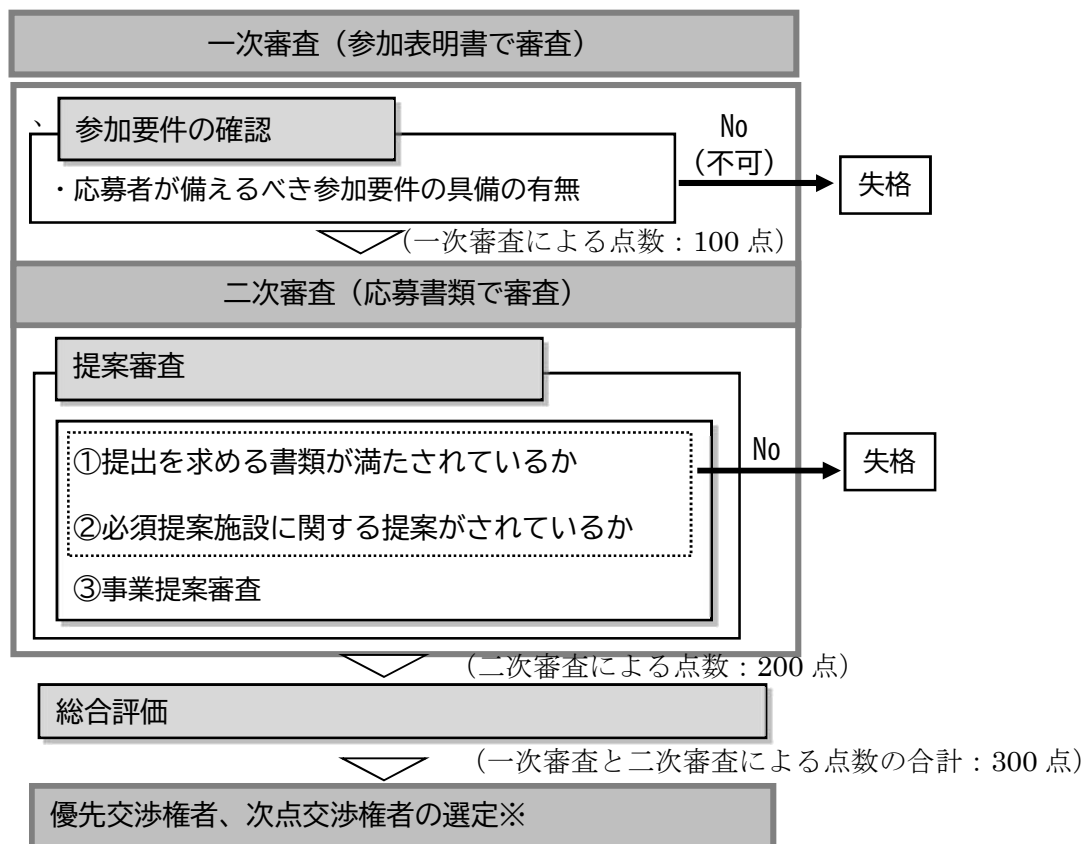 一次審査（参加表明書で審査）
、
参加要件の確認
No
（不可）
・応募者が備えるべき参加要件の具備の有無
失格
（一次審査による点数：100 点）
二次審査（応募書類で審査）
提案審査
①提出を求める書類が満たされているか
No
失格
②必須提案施設に関する提案がされているか
③事業提案審査
（二次審査による点数：200 点）
総合評価
（一次審査と二次審査による点数の合計：300 点）
優先交渉権者、次点交渉権者の選定※